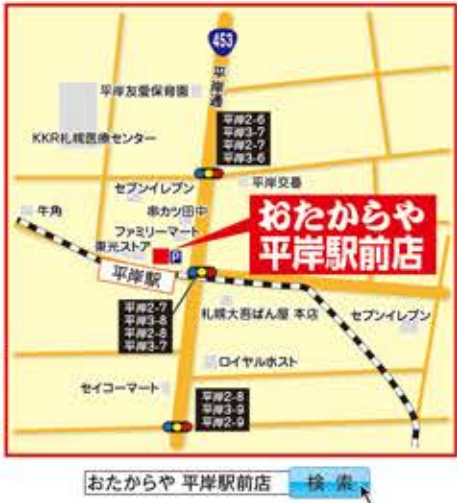 453
平岸通
平岸友愛保育園
KKR札幌医療センター
平岸2-6
平岸3-7
平岸2-7
平岸3-6
セブンイレブン
平岸交番
牛角
串カツ田中
ファミリーマート
東光ストア
P
おたからや
平岸駅前店
平岸駅
平岸2-7
平岸3-8
平岸2-8
平岸3-7
札幌大吾ぱん屋 本店
セブンイレブン
ロイヤルホスト
セイコーマート
平岸2-8
平岸3-9
平岸2-9
おたからや 平岸駅前店
検索